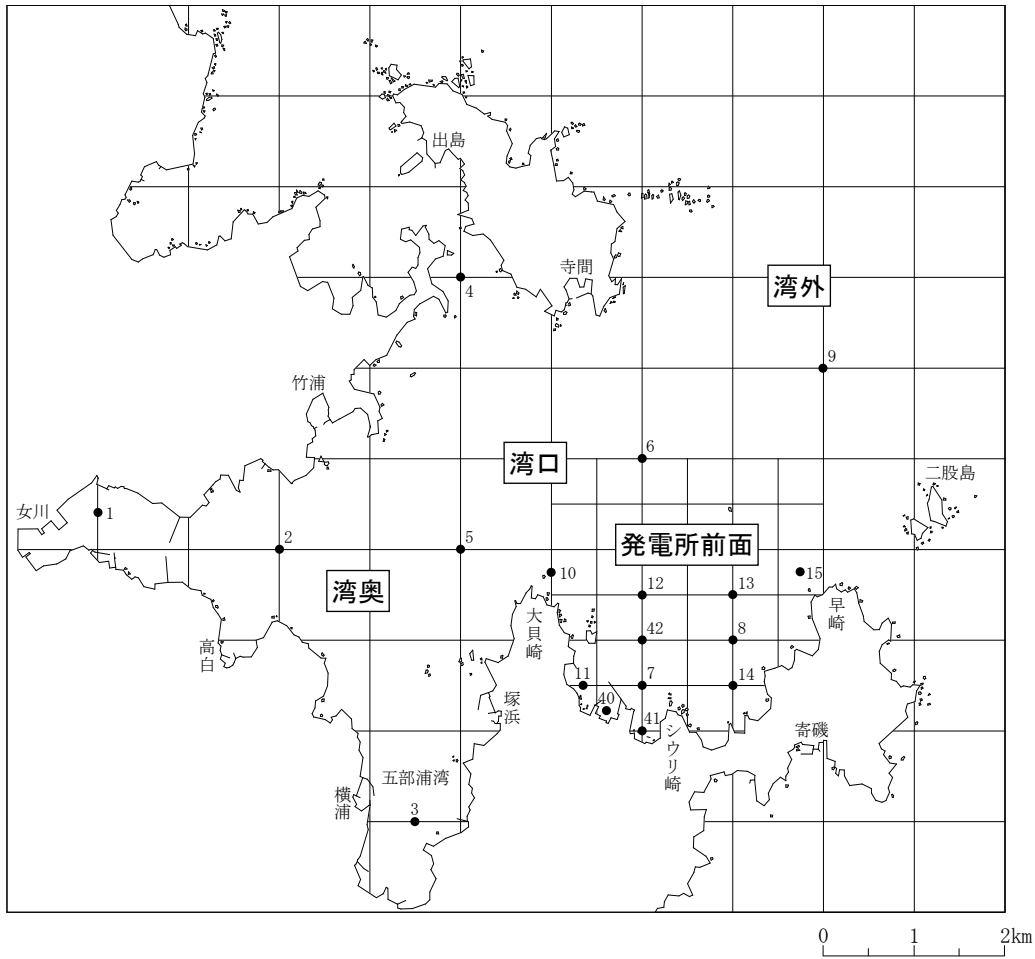 出島
寺間
4
湾外
9
竹浦
6
湾口
二股島
女川
1
2
5
発電所前面
10
15
湾奥
12
13
早崎
大貝崎
高白
42
8
11
7
14
40
塚浜
41
シウリ崎
寄磯
五部浦湾
横浦
3
0 1 2km